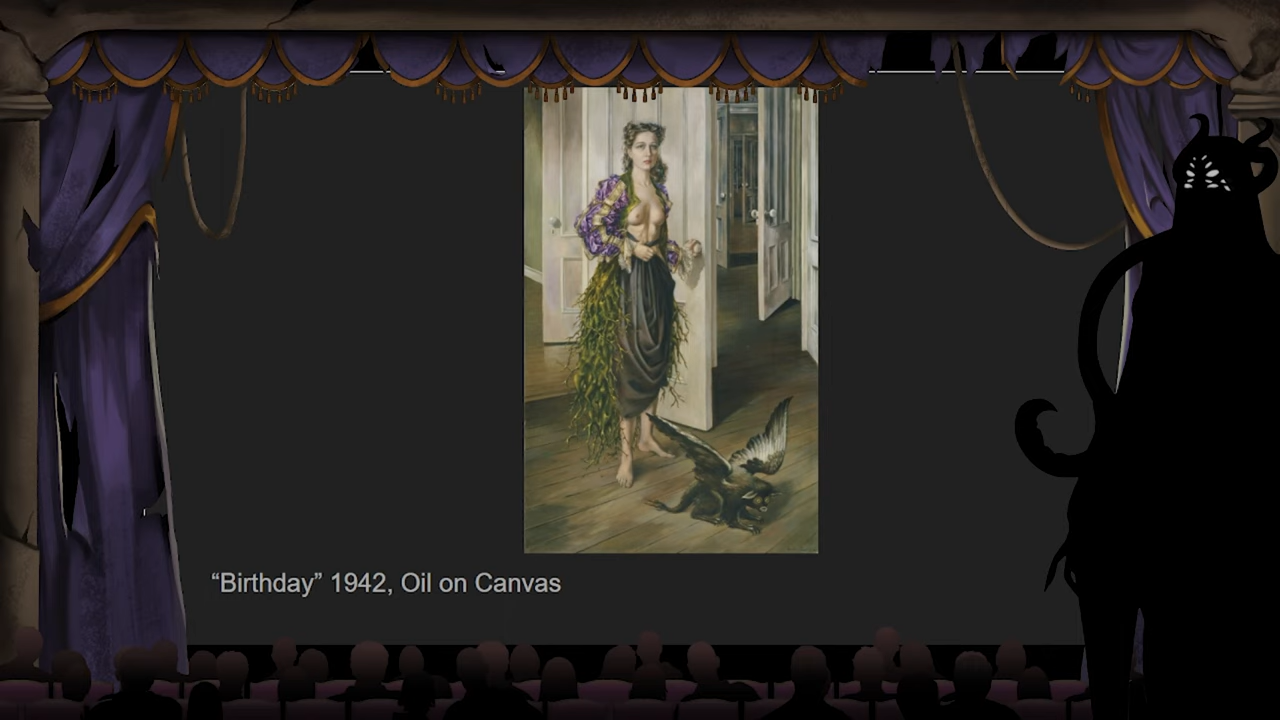 “Birthday” 1942, Oil on Canvas